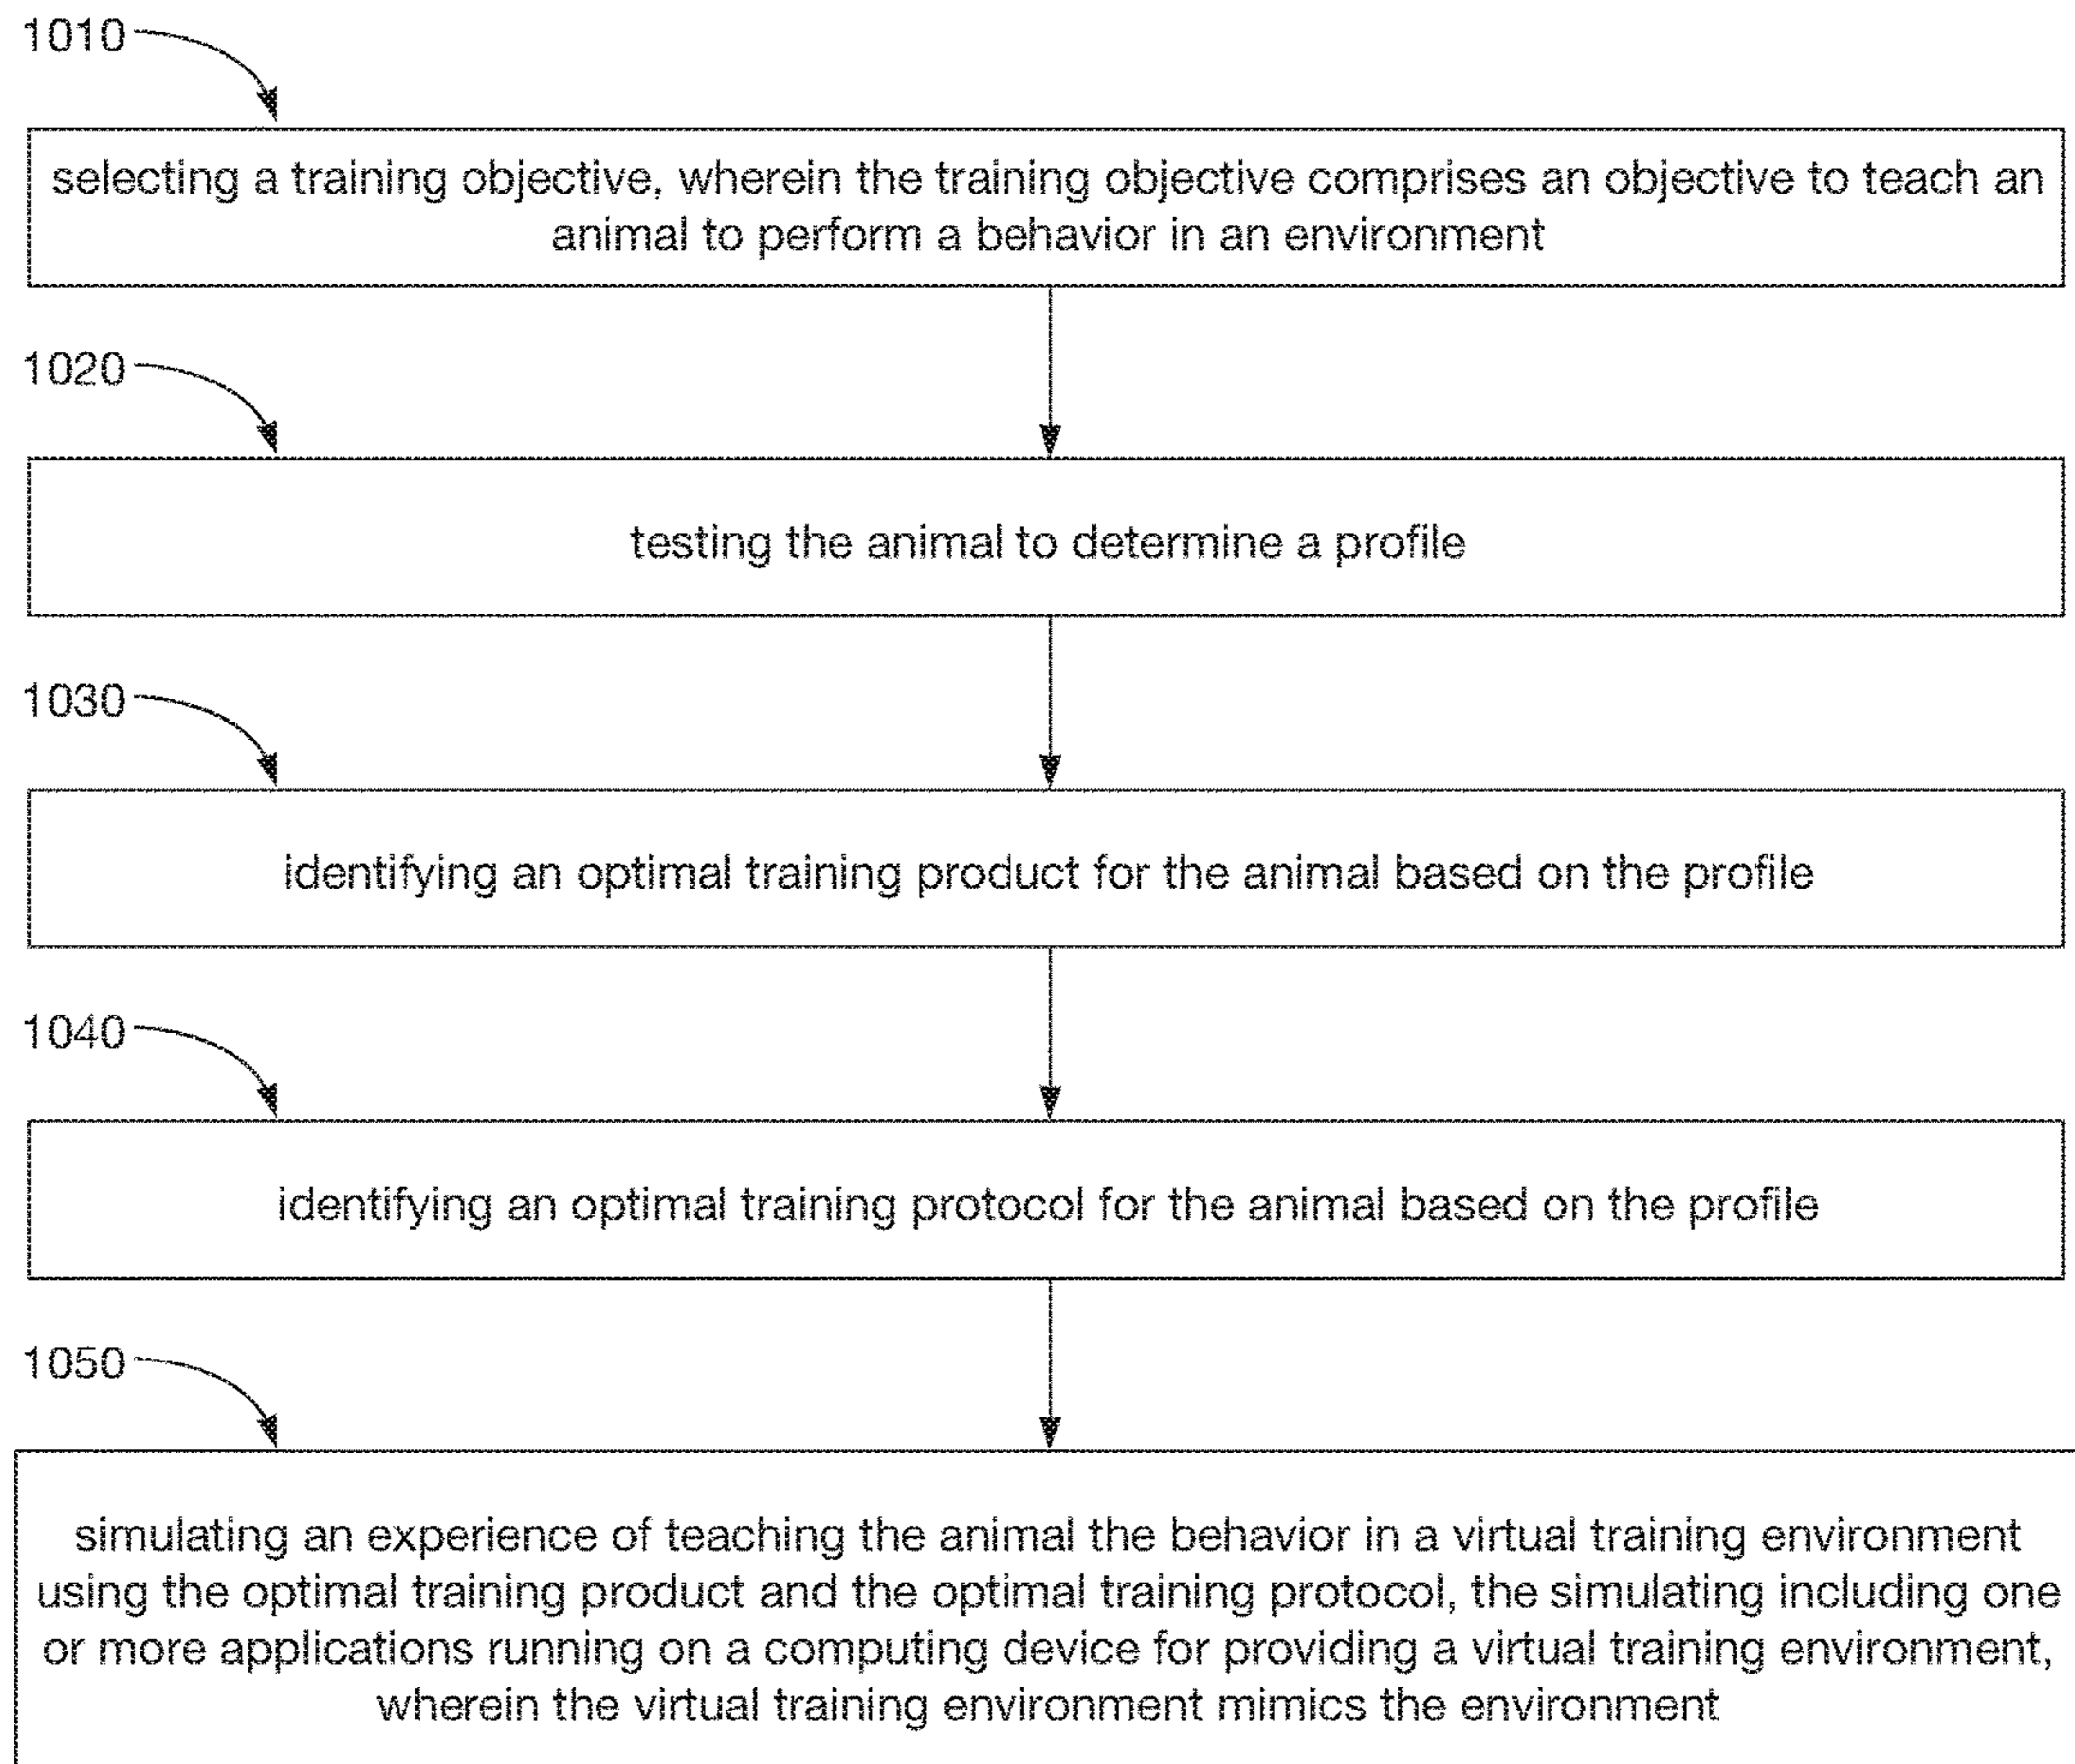 1010
selecting a training objective, wherein the training objective comprises an objective to teach an
animal to perform a behavior in an environment
1020
testing the animal to determine a profile
1030
identifying an optimal training product for the animal based on the profile
1040
identifying an optimal training protocol for the animal based on the profile
1050
simulating an experience of teaching the animal the behavior in a virtual training environment
using the optimal training product and the optimal training protocol, the simulating including one
or more applications running on a computing device for providing a virtual training environment,
wherein the virtual training environment mimics the environment